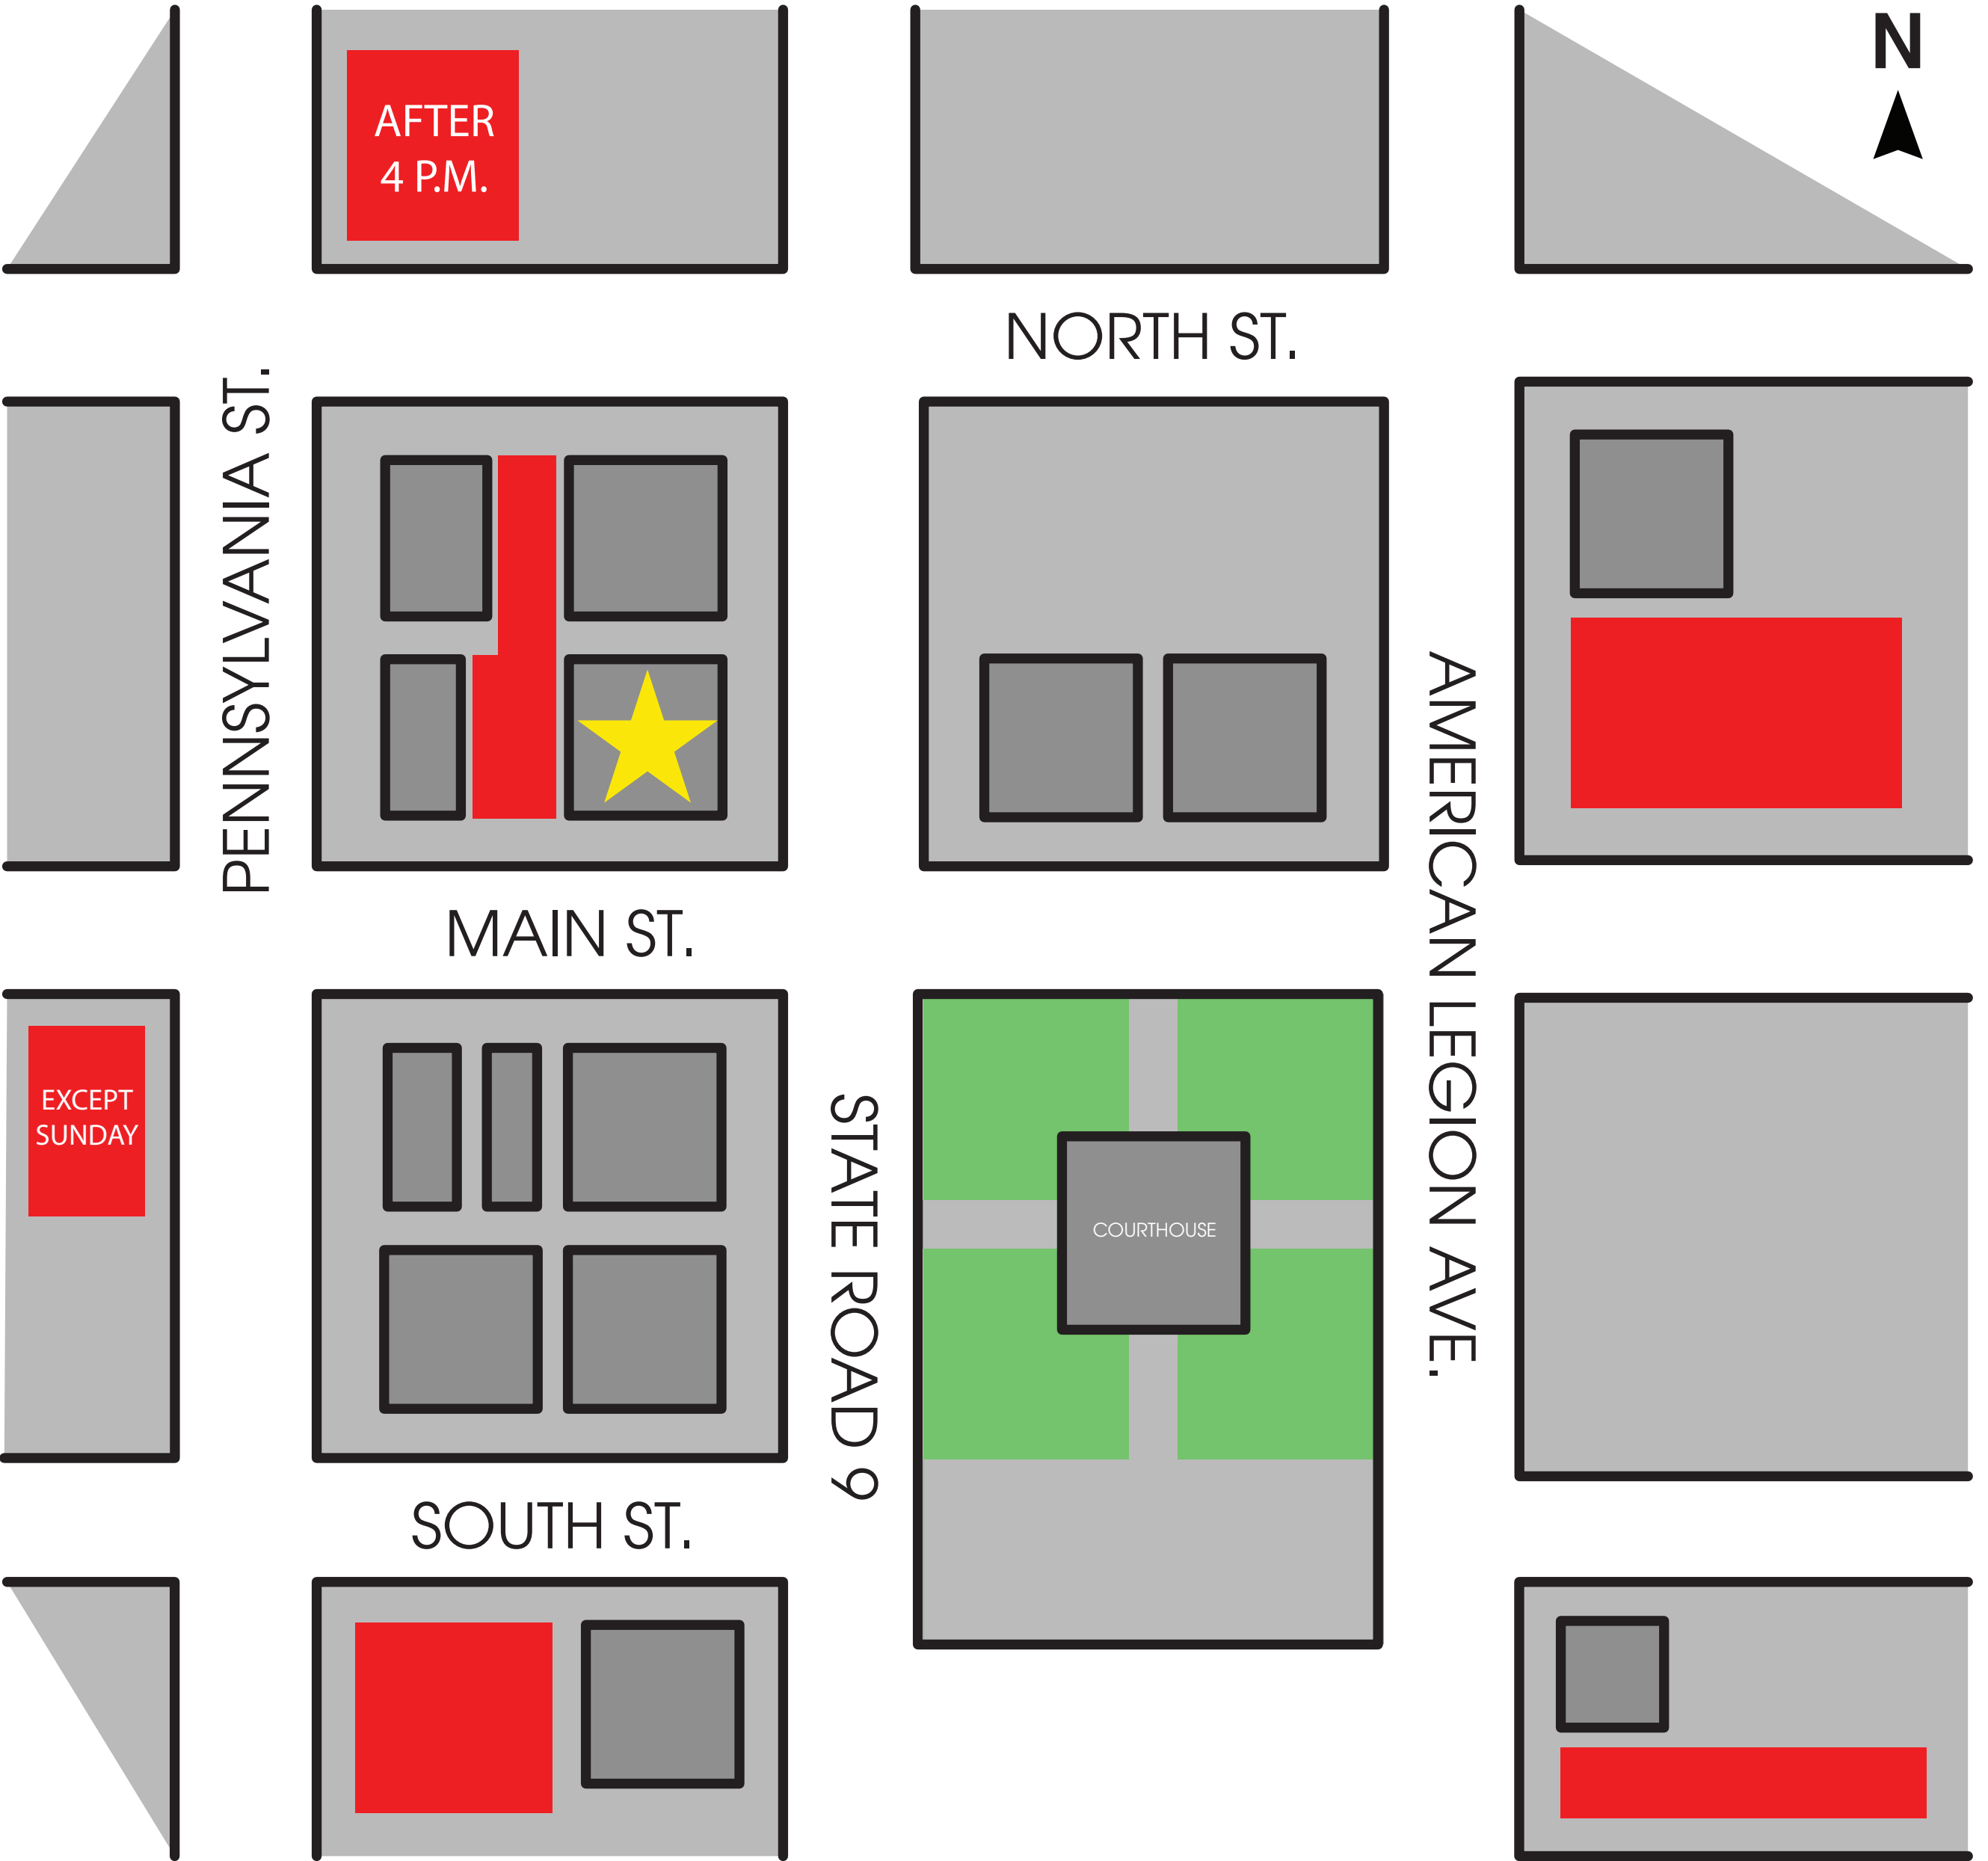 N
AFTER
4 P.M.
NORTH ST.
PENNSYLVANIA ST.
AMERICAN LEGION AVE.
MAIN ST.
EXCEPT
SUNDAY
STATE ROAD 9
COURTHOUSE
SOUTH ST.